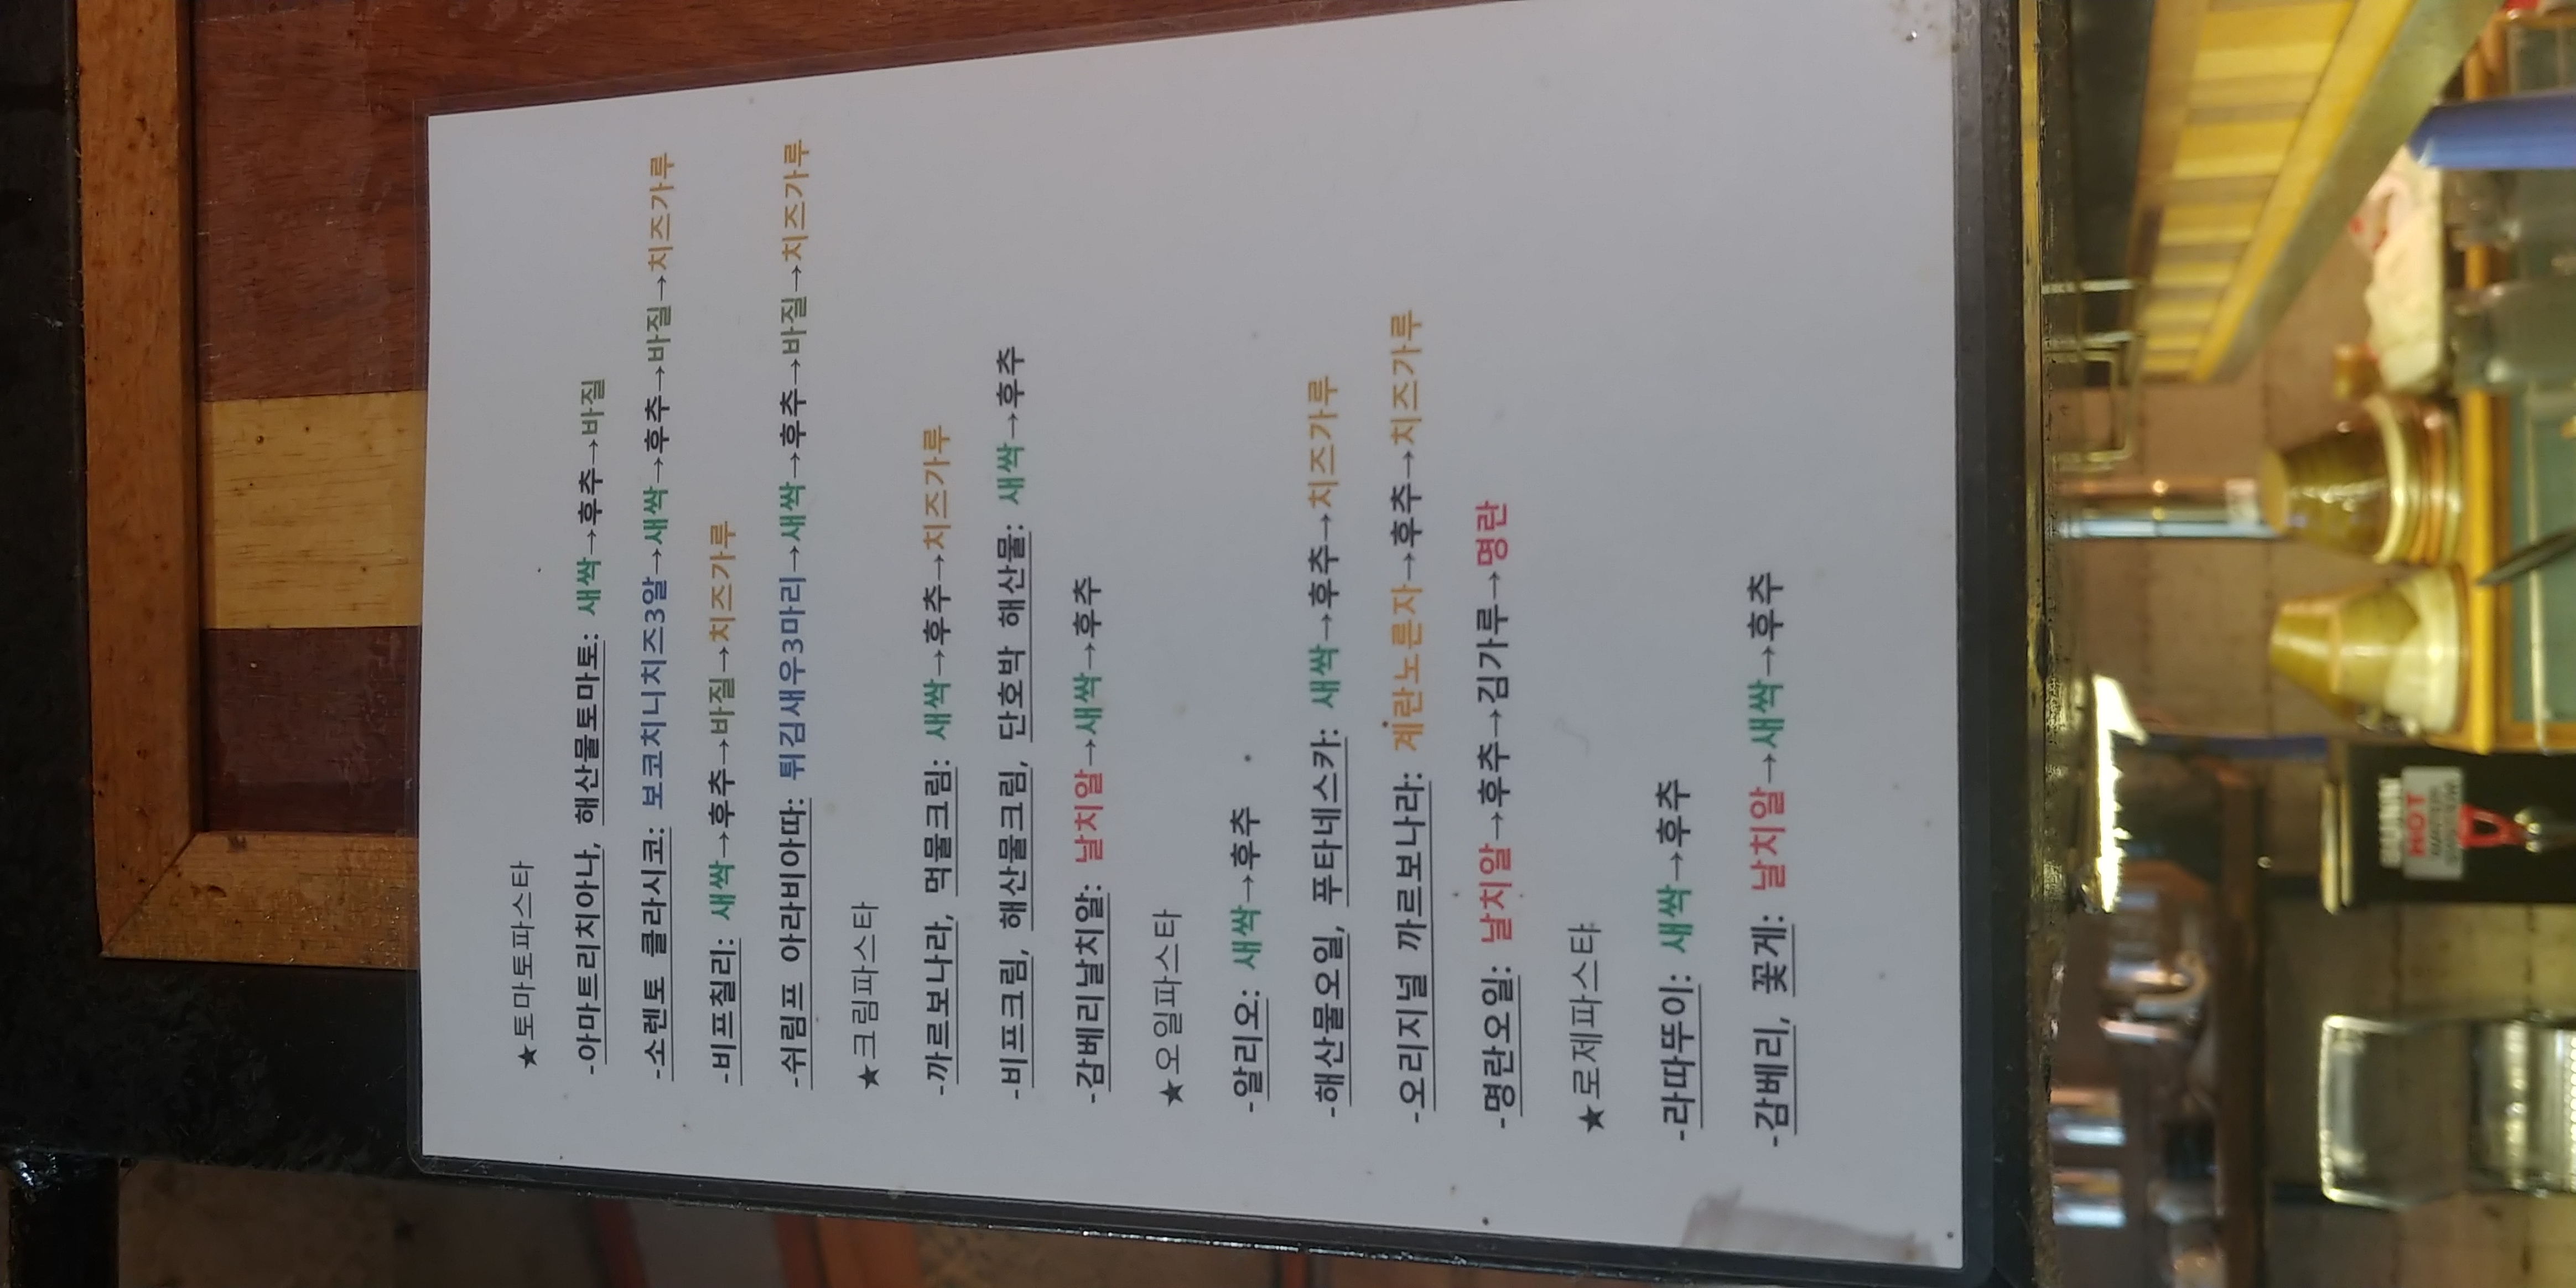 ★토마토파스타
-아마트리치아나, 해산물토마토: 새싹→후추→바질
-소렌토 클라시코: 보코치니치즈3알→새싹→후추→바질→치즈가루
-비프칠리: 새싹→후추→바질→치즈가루
-쉬림프 아라비아따: 튀김새우3마리→새싹→후추→바질→치즈가루
★크림파스타
-까르보나라, 먹물크림: 새싹→후추→치즈가루
-비프크림, 해산물크림, 단호박 해산물: 새싹→후추
-감베리날치알: 날치알→새싹→후추
★오일파스타
-알리오: 새싹→후추
-해산물오일, 푸타네스카: 새싹→후추→치즈가루
-오리지널 까르보나라: 계란노른자→후추→치즈가루
-명란오일: 날치알→후추→김가루→명란
★로제파스타
-라따뚜이: 새싹→후추
-감베리, 꽃게: 날치알→새싹→후추
BUNN
HOT
WATER
SYSTEM